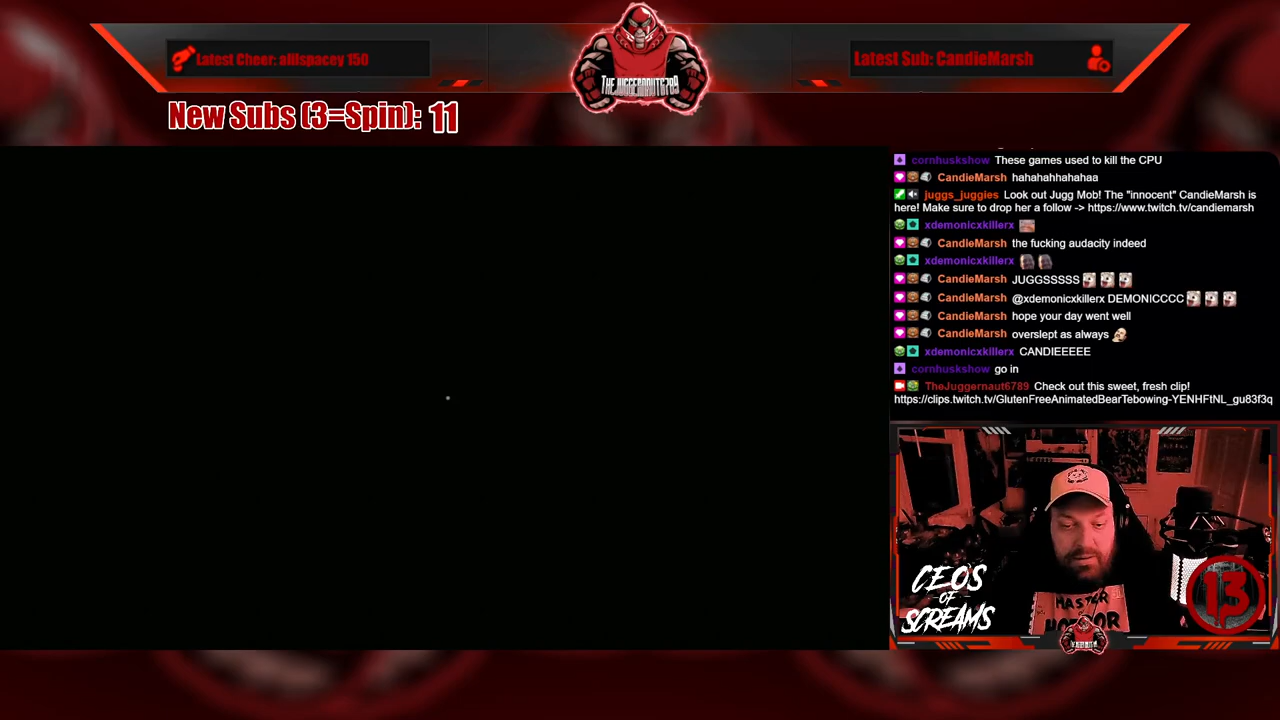 Latest Cheer: allispacey 150
THEJUGGERNAUT6789
Latest Sub: CandieMarsh
New Subs (3=Spin): 11
cornhuskshow These games used to kill the CPU
CandieMarsh hahahahhahahaa
juggs_juggies Look out Jugg Mob! The "innocent" CandieMarsh is
here! Make sure to drop her a follow -> https://www.twitch.tv/candiemarsh
xdemonicxkillerx
CandieMarsh the fucking audacity indeed
xdemonicxkillerx
CandieMarsh JUGGSSSSS
CandieMarsh @xdemonicxkillerx DEMONICCCC
CandieMarsh hope your day went well
CandieMarsh overslept as always
xdemonicxkillerx CANDIEEEEE
cornhuskshow go in
TheJuggernaut6789 Check out this sweet, fresh clip!
https://clips.twitch.tv/GlutenFreeAnimatedBearTebowing-YENHFtNL_gu83f3q
CEOS
OF
SCREAMS
MASTER
HORROR
13